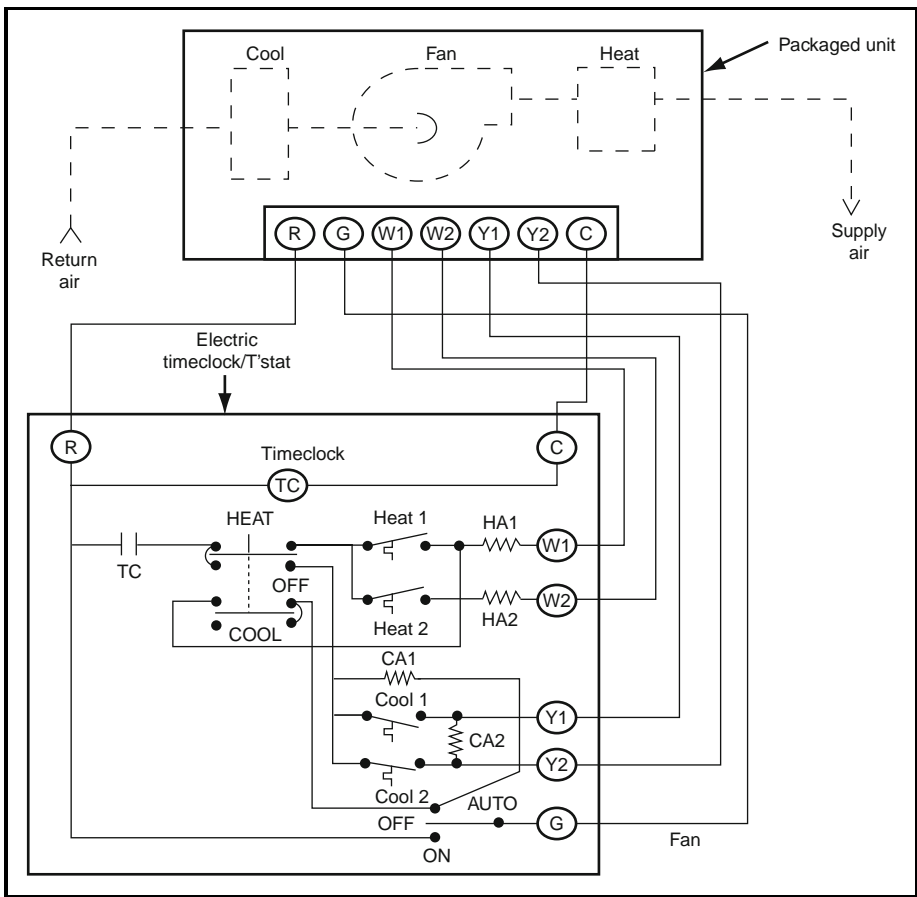 Cool
Fan
Heat
Packaged unit
R G W1 W2 Y1 Y2 C
Return
air
Supply
air
Electric
timeclock/T'stat
R
Timeclock
C
TC
HEAT
Heat 1
HA1
W1
TC
OFF
W2
COOL
Heat 2
HA2
CA1
Cool 1
Y1
CA2
Y2
Cool 2
AUTO
OFF
G
Fan
ON